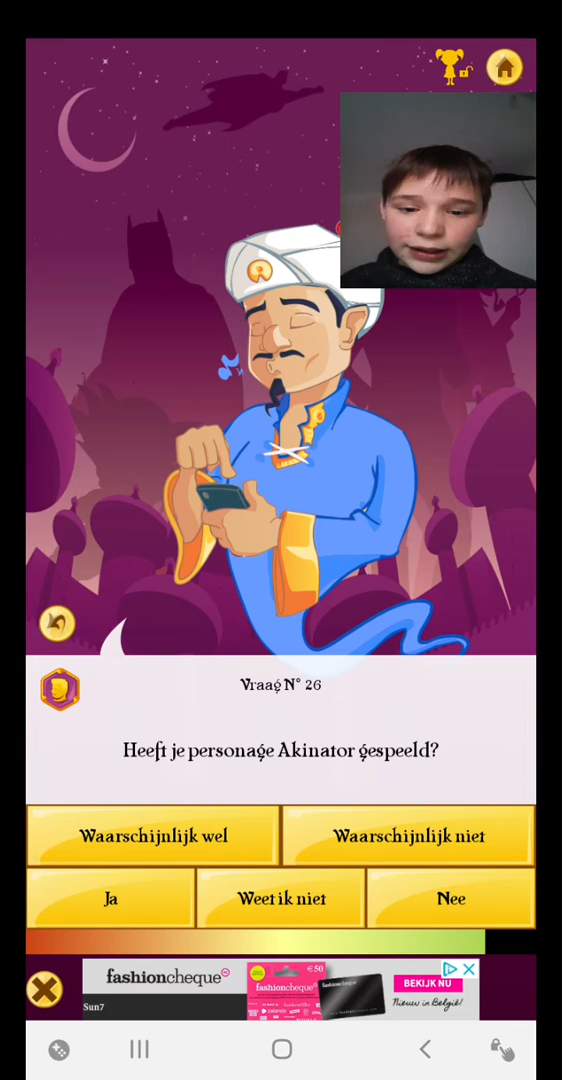 Vraag N° 26
Heeft je personage Akinator gespeeld?
Waarschijnlijk wel
Waarschijnlijk niet
Ja
Weet ik niet
Nee
fashioncheque
Sun7
€50
fashioncheque
zalando
BEKIJK NU
Nieuw in België!